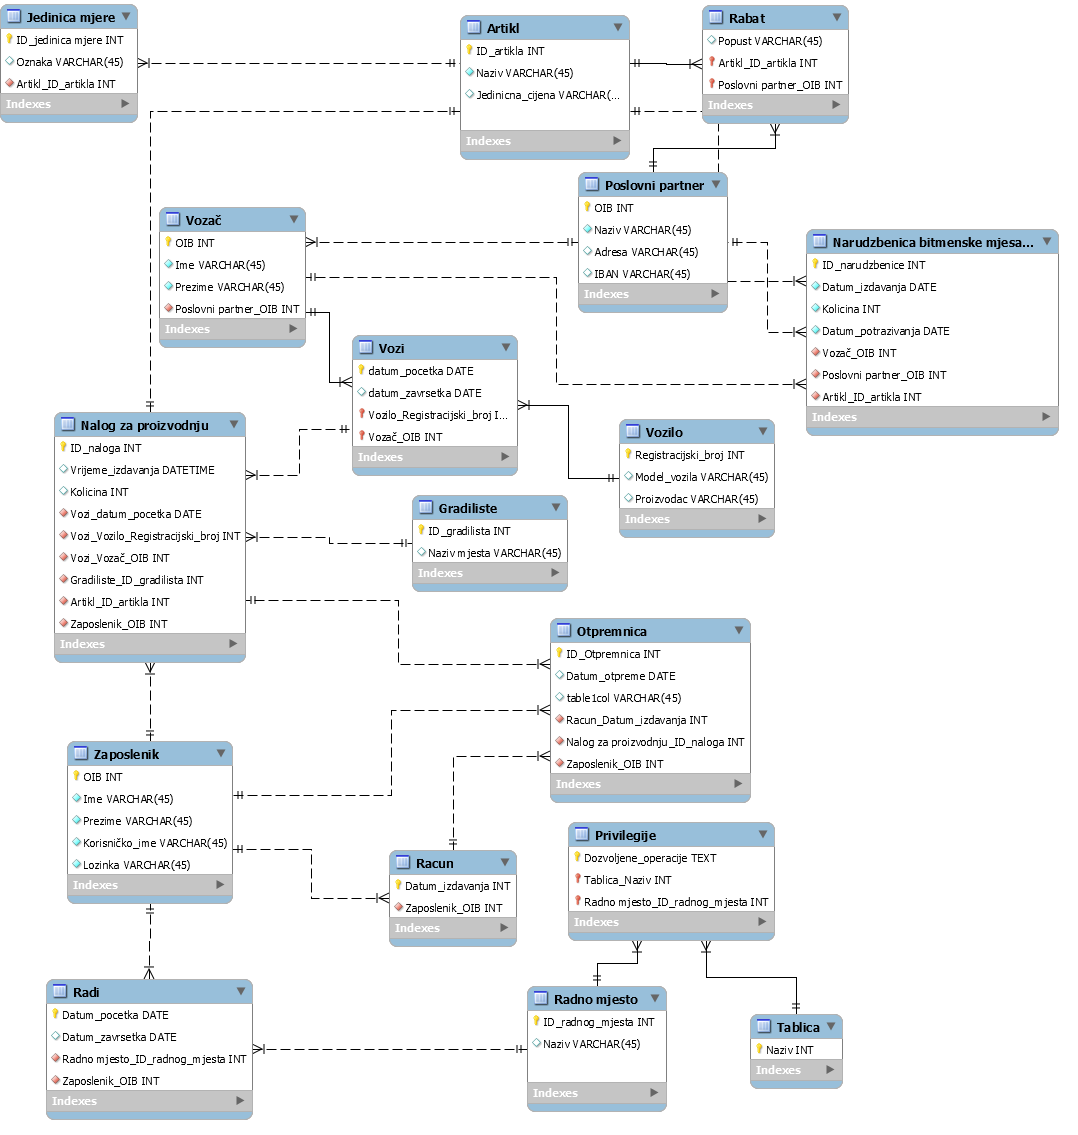 Jedinica mjere
ID_jedinica mjere INT
Oznaka VARCHAR(45)
Artikl_ID_artikla INT
Indexes
Artikl
ID_artikla INT
Naziv VARCHAR(45)
Jedinicna_cijena VARCHAR(...
Indexes
Rabat
Popust VARCHAR(45)
Artikl_ID_artikla INT
Poslovni partner_OIB INT
Indexes
Poslovni partner
OIB INT
Naziv VARCHAR(45)
Adresa VARCHAR(45)
IBAN VARCHAR(45)
Indexes
Vozač
OIB INT
Ime VARCHAR(45)
Prezime VARCHAR(45)
Poslovni partner_OIB INT
Indexes
Narudzbenica bitmenske mjesa...
ID_narudzbenice INT
Datum_izdavanja DATE
Kolicina INT
Datum_potrazivanja DATE
Vozač_OIB INT
Poslovni partner_OIB INT
Artikl_ID_artikla INT
Indexes
Vozi
datum_pocetka DATE
datum_zavrsetka DATE
Vozilo_Registracijski_broj I...
Vozač_OIB INT
Indexes
Vozilo
Registracijski_broj INT
Model_vozila VARCHAR(45)
Proizvodac VARCHAR(45)
Indexes
Nalog za proizvodnju
ID_naloga INT
Vrijeme_izdavanja DATETIME
Kolicina INT
Vozi_datum_pocetka DATE
Vozi_Vozilo_Registracijski_broj INT
Vozi_Vozač_OIB INT
Gradiliste_ID_gradilista INT
Artikl_ID_artikla INT
Zaposlenik_OIB INT
Indexes
Gradiliste
ID_gradilista INT
Naziv mjesta VARCHAR(45)
Indexes
Otpremnica
ID_Otpremnica INT
Datum_otpreme DATE
table1col VARCHAR(45)
Racun_Datum_izdavanja INT
Nalog za proizvodnju_ID_naloga INT
Zaposlenik_OIB INT
Indexes
Zaposlenik
OIB INT
Ime VARCHAR(45)
Prezime VARCHAR(45)
Korisničko_ime VARCHAR(45)
Lozinka VARCHAR(45)
Indexes
Racun
Datum_izdavanja INT
Zaposlenik_OIB INT
Indexes
Privilegije
Dozvoljene_operacije TEXT
Tablica_Naziv INT
Radno mjesto_ID_radnog_mjesta INT
Indexes
Radi
Datum_pocetka DATE
Datum_zavrsetka DATE
Radno mjesto_ID_radnog_mjesta INT
Zaposlenik_OIB INT
Indexes
Radno mjesto
ID_radnog_mjesta INT
Naziv VARCHAR(45)
Indexes
Tablica
Naziv INT
Indexes